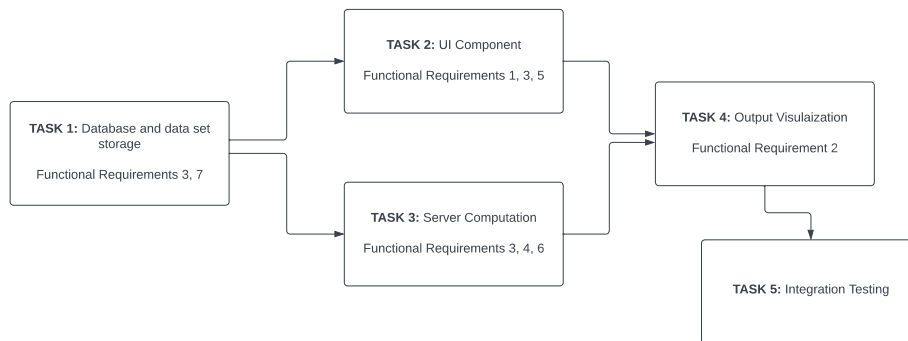 TASK 2: UI Component
Functional Requirements 1, 3, 5
TASK 1: Database and data set
storage
Functional Requirements 3, 7
TASK 3: Server Computation
Functional Requirements 3, 4, 6
TASK 4: Output Visulaization
Functional Requirement 2
TASK 5: Integration Testing